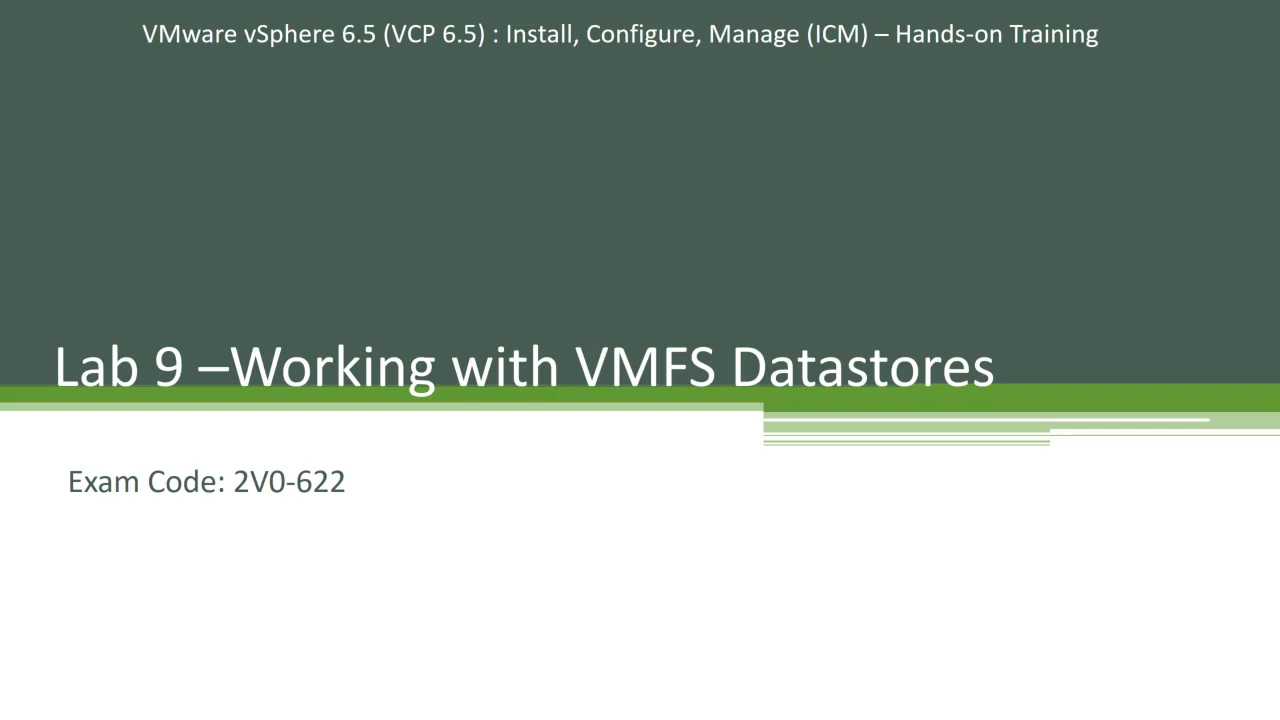 VMware vSphere 6.5 (VCP 6.5) : Install, Configure, Manage (ICM) – Hands-on Training
Lab 9 –Working with VMFS Datastores
Exam Code: 2V0-622